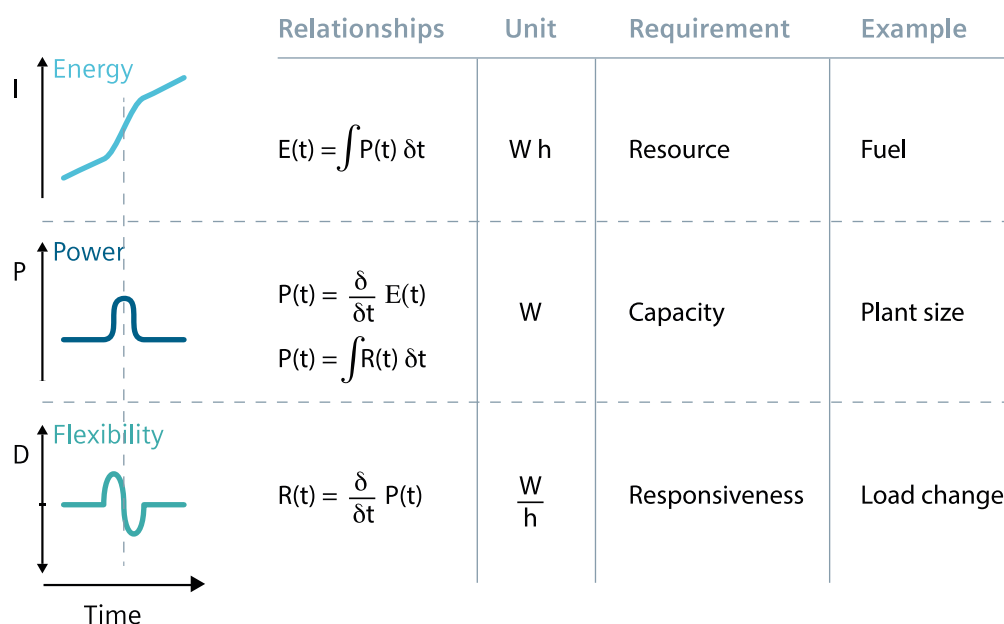 Relationships Unit Requirement Example
I Energy
E(t) = ∫P(t) δt W h Resource Fuel
P Power
P(t) = δ/δt E(t)
P(t) = ∫R(t) δt
W Capacity Plant size
D Flexibility
R(t) = δ/δt P(t) W/h Responsiveness Load change
Time